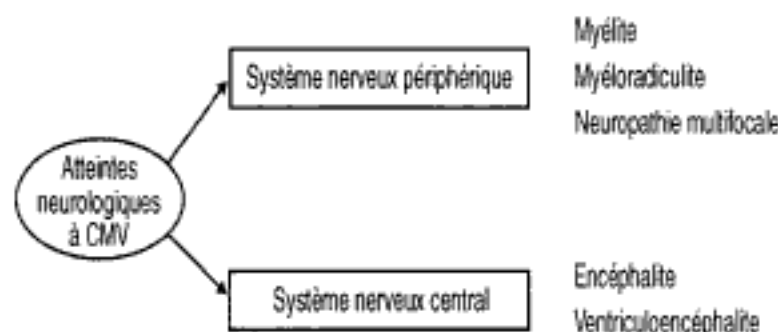 Atteintes
neurologiques
à CMV
Système nerveux périphérique
Myélite
Myéloradiculite
Neuropathie multifocale
Système nerveux central
Encéphalite
Ventriculoencéphalite